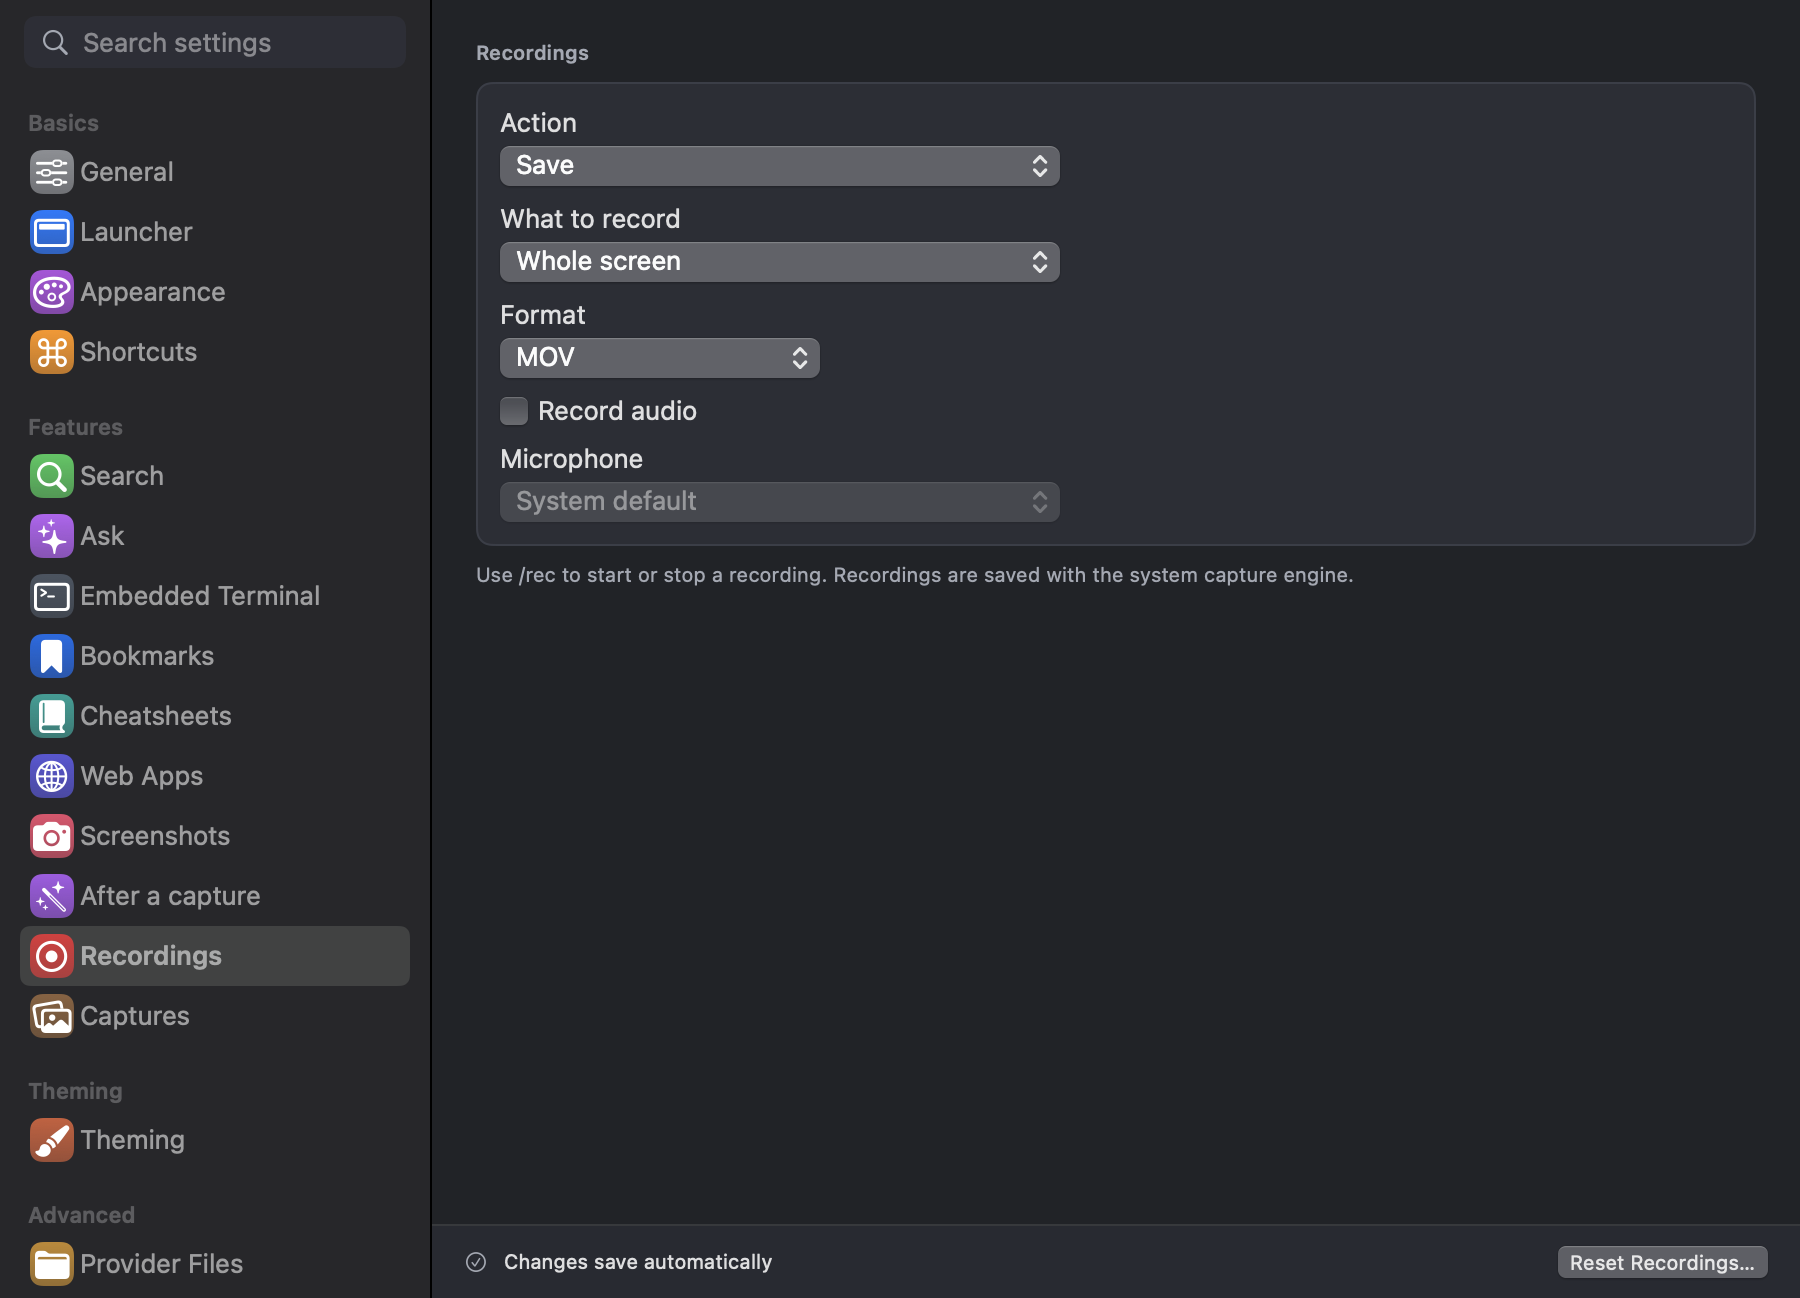 Search settings
Basics
General
Launcher
Appearance
Shortcuts
Features
Search
Ask
Embedded Terminal
Bookmarks
Cheatsheets
Web Apps
Screenshots
After a capture
Recordings
Captures
Theming
Theming
Advanced
Provider Files
Recordings
Action
Save
What to record
Whole screen
Format
MOV
Record audio
Microphone
System default
Use /rec to start or stop a recording. Recordings are saved with the system capture engine.
Changes save automatically
Reset Recordings...